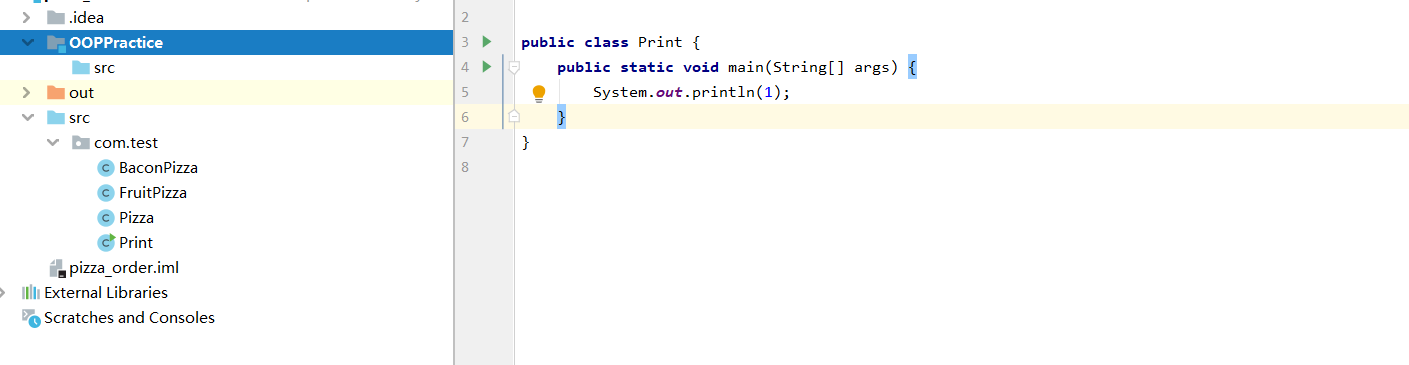 .idea
OOPPractice
src
out
src
com.test
C BaconPizza
C FruitPizza
C Pizza
C Print
pizza_order.iml
External Libraries
Scratches and Consoles
2
3 public class Print {
4 public static void main(String[] args) {
5 System.out.println(1);
6 }
7 }
8